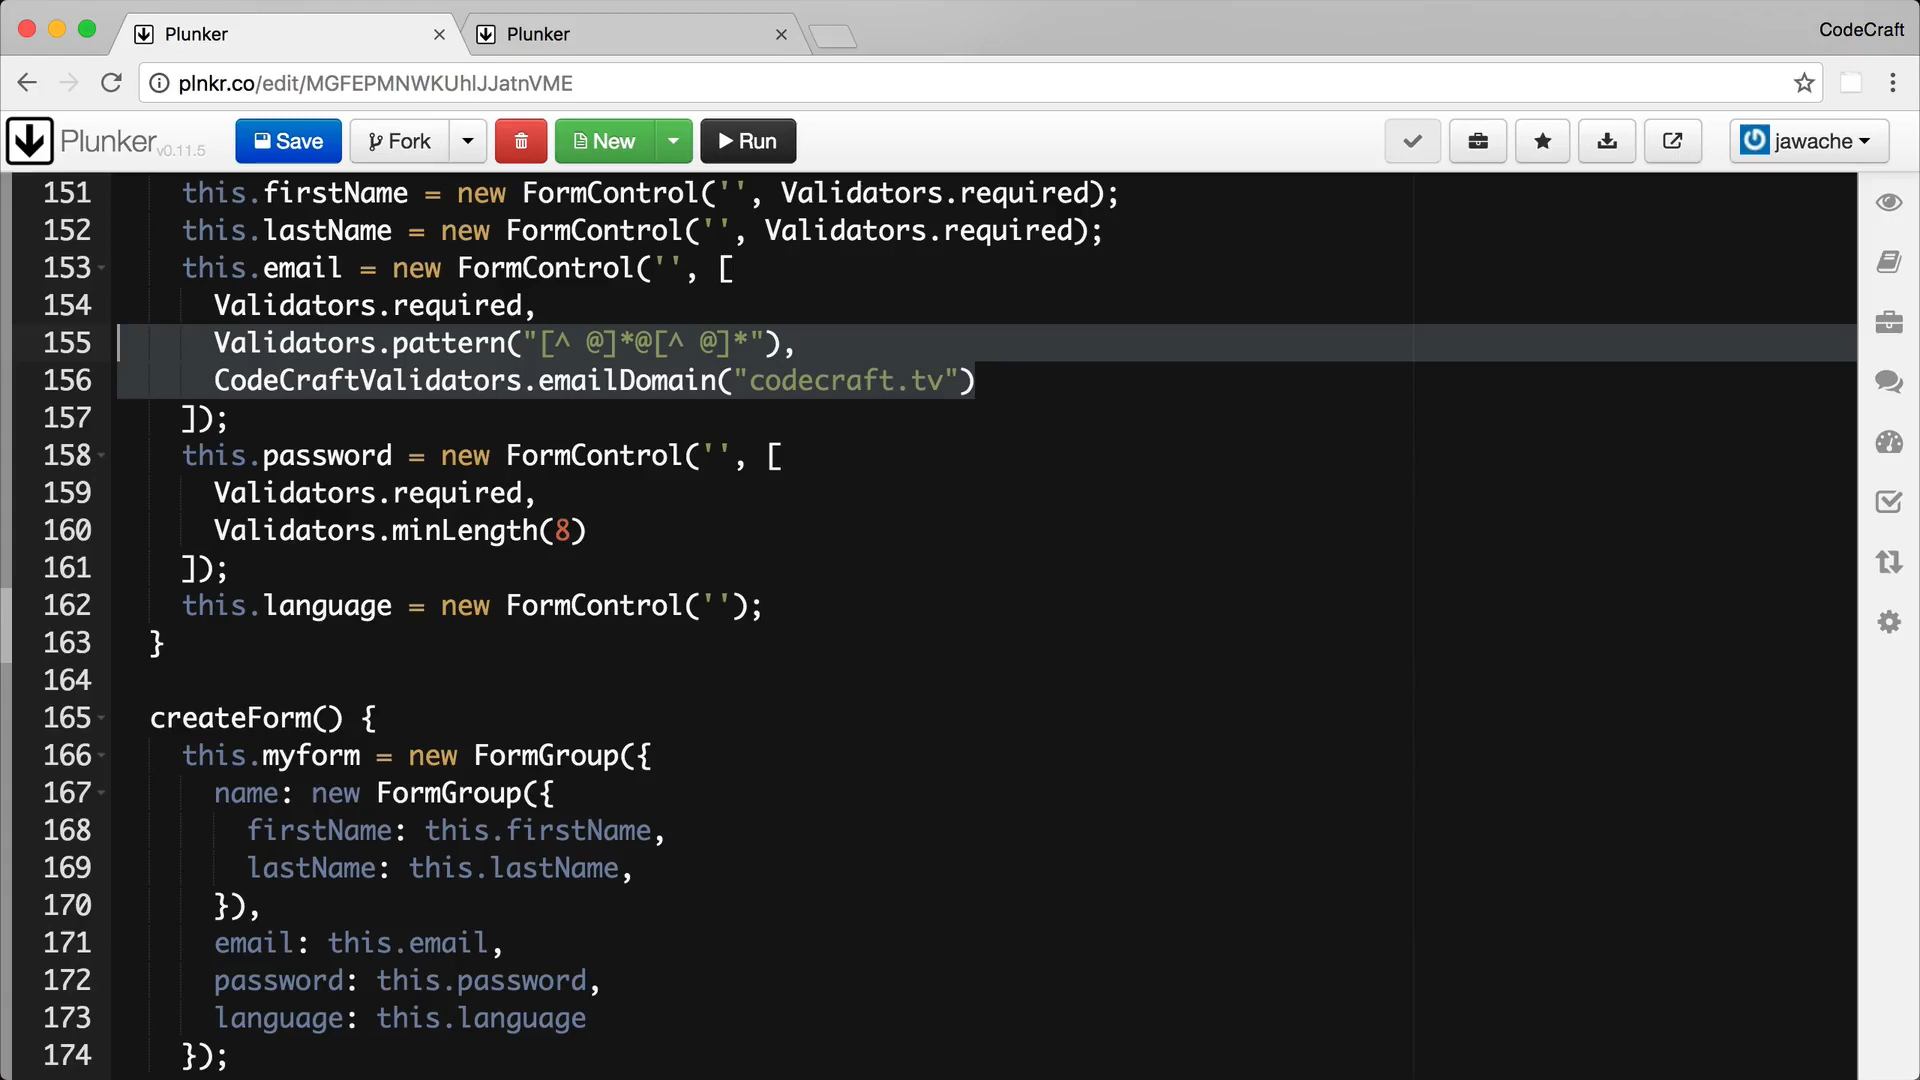 Plunker
Plunker
CodeCraft
plnkr.co/edit/MGFEPMNWKUhlJJatnVME
Plunker v0.11.5 Save Fork New Run jawache
151 this.firstName = new FormControl('', Validators.required);
152 this.lastName = new FormControl('', Validators.required);
153 this.email = new FormControl('', [
154 Validators.required,
155 Validators.pattern("[^ @]*@[^ @]*"),
156 CodeCraftValidators.emailDomain("codecraft.tv")
157 ]);
158 this.password = new FormControl('', [
159 Validators.required,
160 Validators.minLength(8)
161 ]);
162 this.language = new FormControl('');
163 }
164
165 createForm() {
166 this.myform = new FormGroup({
167 name: new FormGroup({
168 firstName: this.firstName,
169 lastName: this.lastName,
170 }),
171 email: this.email,
172 password: this.password,
173 language: this.language
174 });